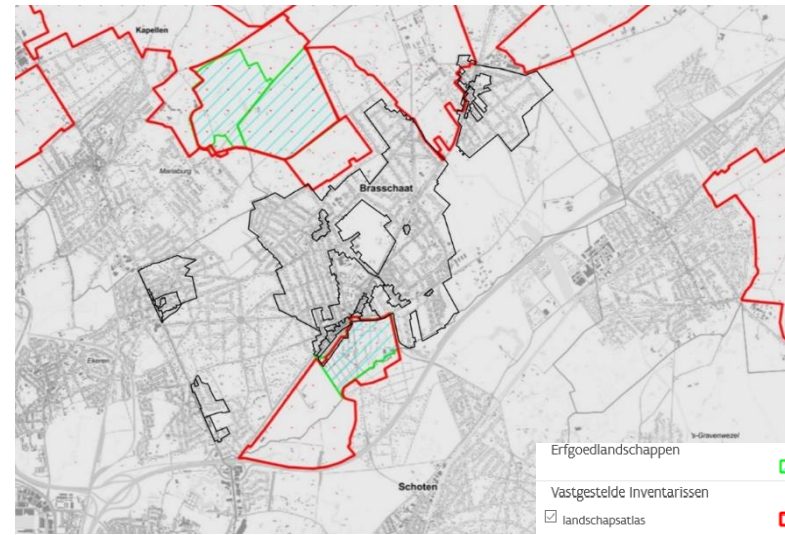 Kapellen
Mariaburg
Brasschaat
Ekeren
's-Gravenwezel
Schoten
Erfgoedlandschappen
Vastgestelde Inventarissen
landschapsatlas